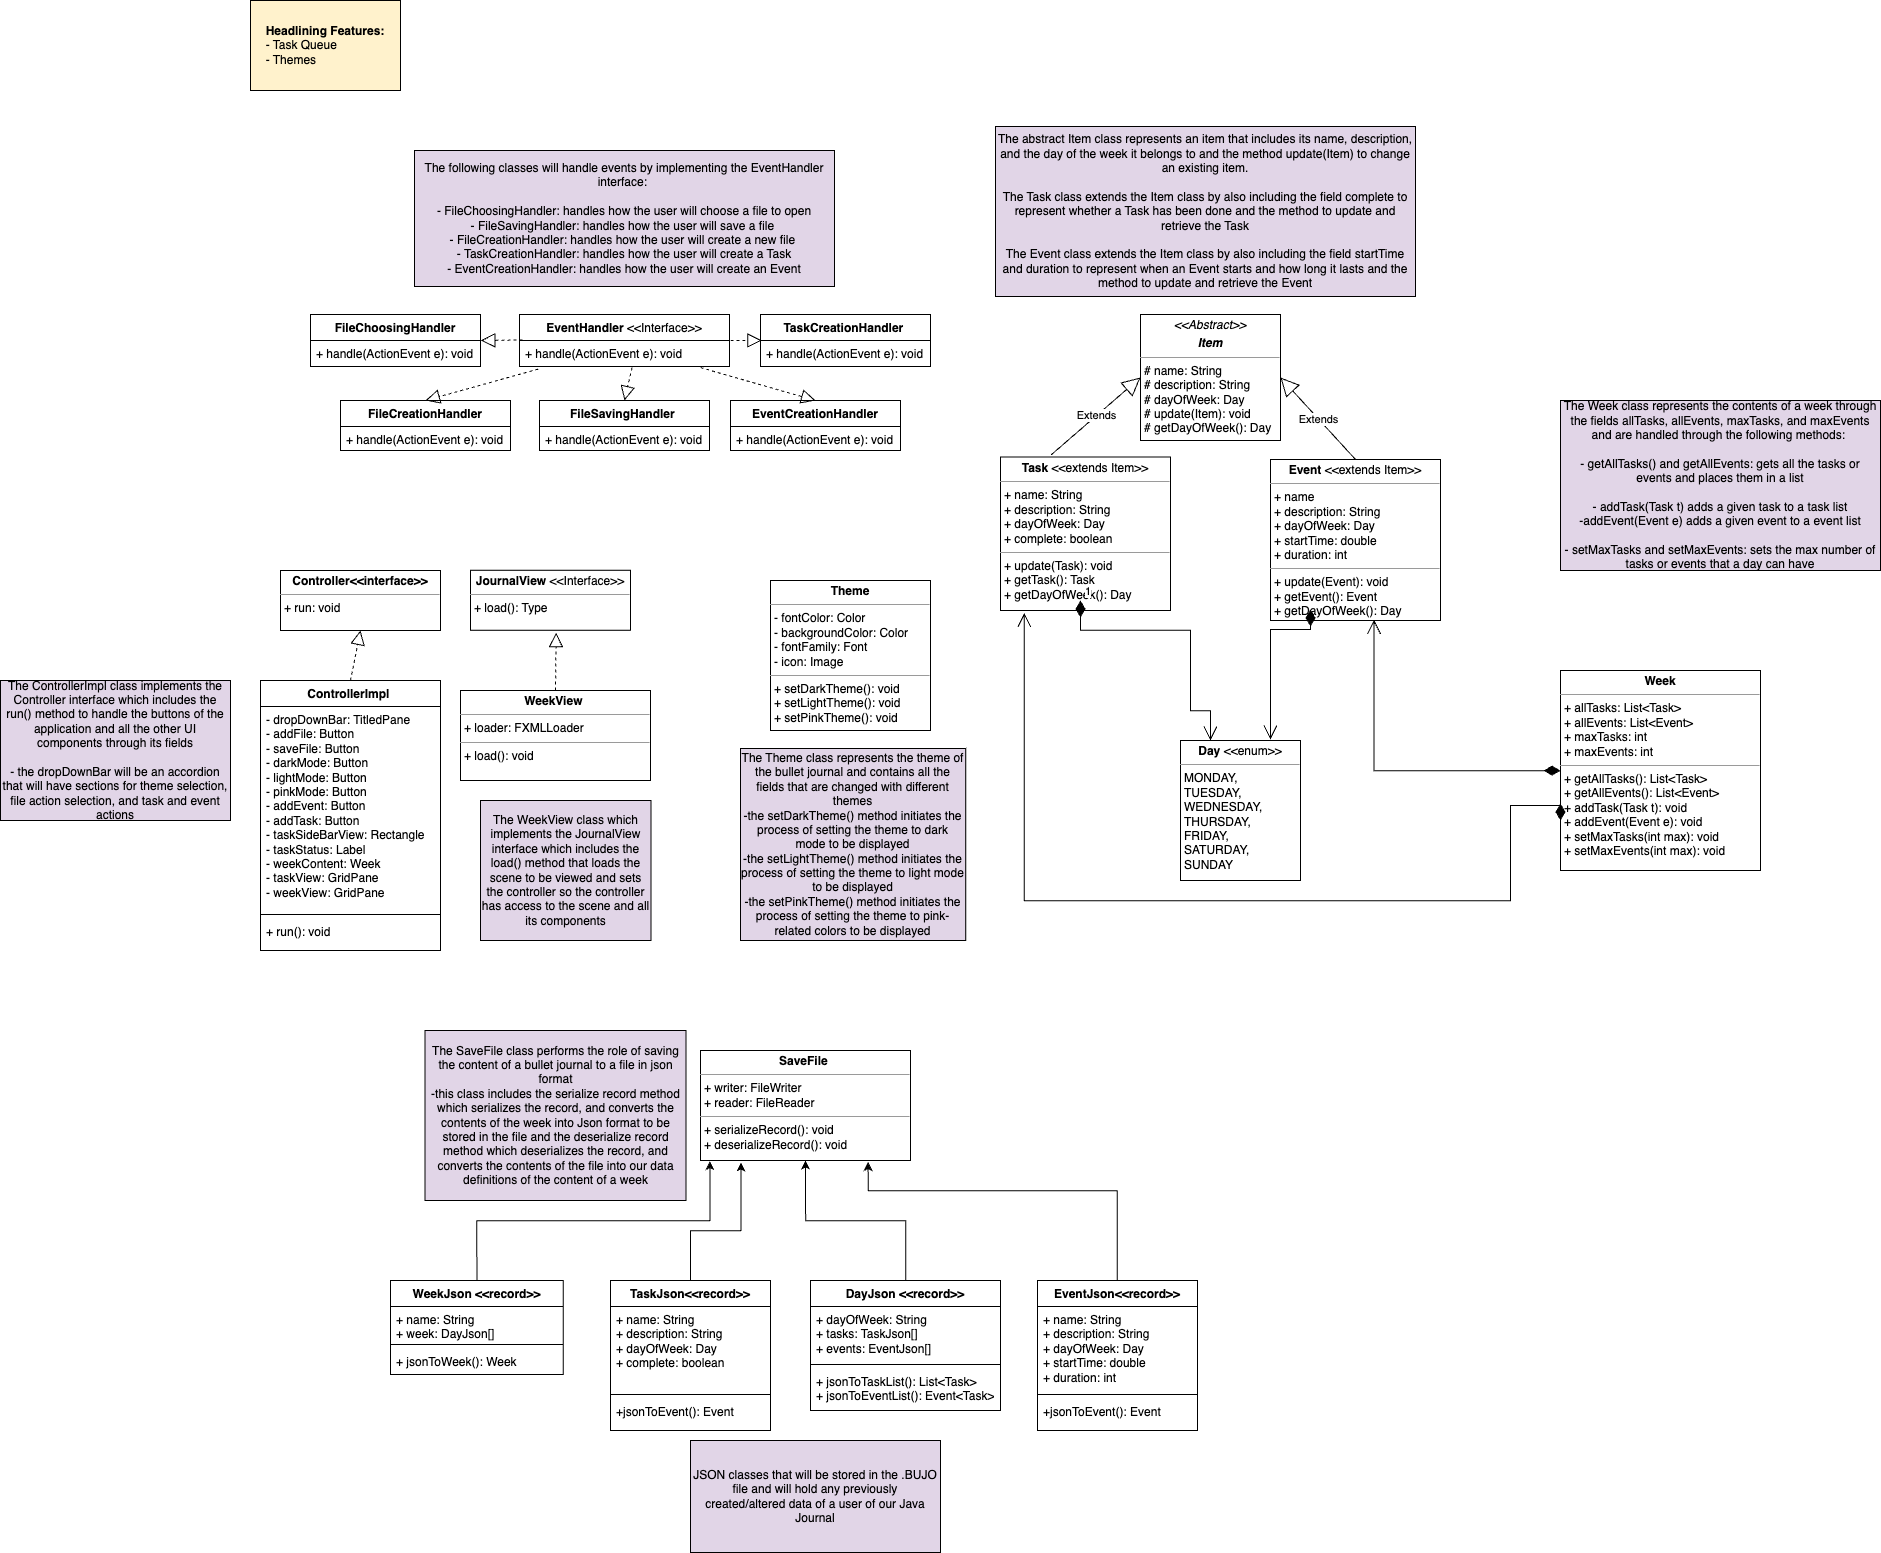 Headlining Features:
- Task Queue
- Themes
The following classes will handle events by implementing the EventHandler
interface:
- FileChoosingHandler: handles how the user will choose a file to open
- FileSavingHandler: handles how the user will save a file
- FileCreationHandler: handles how the user will create a new file
- TaskCreationHandler: handles how the user will create a Task
- EventCreationHandler: handles how the user will create an Event
The abstract Item class represents an item that includes its name, description,
and the day of the week it belongs to and the method update(Item) to change
an existing item.
The Task class extends the Item class by also including the field complete to
represent whether a Task has been done and the method to update and
retrieve the Task
The Event class extends the Item class by also including the field startTime
and duration to represent when an Event starts and how long it lasts and the
method to update and retrieve the Event
FileChoosingHandler
+ handle(ActionEvent e): void
EventHandler <<Interface>>
+ handle(ActionEvent e): void
TaskCreationHandler
+ handle(ActionEvent e): void
FileCreationHandler
+ handle(ActionEvent e): void
FileSavingHandler
+ handle(ActionEvent e): void
EventCreationHandler
+ handle(ActionEvent e): void
<<Abstract>>
Item
# name: String
# description: String
# dayOfWeek: Day
# update(Item): void
# getDayOfWeek(): Day
Extends
Extends
Task <<extends Item>>
+ name: String
+ description: String
+ dayOfWeek: Day
+ complete: boolean
+ update(Task): void
+ getTask(): Task
+ getDayOfWeek(): Day
1
Event <<extends Item>>
+ name
+ description: String
+ dayOfWeek: Day
+ startTime: double
+ duration: int
+ update(Event): void
+ getEvent(): Event
+ getDayOfWeek(): Day
The Week class represents the contents of a week through
the fields allTasks, allEvents, maxTasks, and maxEvents
and are handled through the following methods:
- getAllTasks() and getAllEvents: gets all the tasks or
events and places them in a list
- addTask(Task t) adds a given task to a task list
-addEvent(Event e) adds a given event to a event list
- setMaxTasks and setMaxEvents: sets the max number of
tasks or events that a day can have
Controller<<interface>>
+ run: void
JournalView <<Interface>>
+ load(): Type
Theme
- fontColor: Color
- backgroundColor: Color
- fontFamily: Font
- icon: Image
+ setDarkTheme(): void
+ setLightTheme(): void
+ setPinkTheme(): void
The ControllerImpl class implements the
Controller interface which includes the
run() method to handle the buttons of the
application and all the other UI
components through its fields
- the dropDownBar will be an accordion
that will have sections for theme selection,
file action selection, and task and event
actions
ControllerImpl
- dropDownBar: TitledPane
- addFile: Button
- saveFile: Button
- darkMode: Button
- lightMode: Button
- pinkMode: Button
- addEvent: Button
- addTask: Button
- taskSideBarView: Rectangle
- taskStatus: Label
- weekContent: Week
- taskView: GridPane
- weekView: GridPane
+ run(): void
WeekView
+ loader: FXMLLoader
+ load(): void
The WeekView class which
implements the JournalView
interface which includes the
load() method that loads the
scene to be viewed and sets
the controller so the controller
has access to the scene and all
its components
The Theme class represents the theme of
the bullet journal and contains all the
fields that are changed with different
themes
-the setDarkTheme() method initiates the
process of setting the theme to dark
mode to be displayed
-the setLightTheme() method initiates the
process of setting the theme to light mode
to be displayed
-the setPinkTheme() method initiates the
process of setting the theme to pink-
related colors to be displayed
Day <<enum>>
MONDAY,
TUESDAY,
WEDNESDAY,
THURSDAY,
FRIDAY,
SATURDAY,
SUNDAY
Week
+ allTasks: List<Task>
+ allEvents: List<Event>
+ maxTasks: int
+ maxEvents: int
+ getAllTasks(): List<Task>
+ getAllEvents(): List<Event>
+ addTask(Task t): void
+ addEvent(Event e): void
+ setMaxTasks(int max): void
+ setMaxEvents(int max): void
The SaveFile class performs the role of saving
the content of a bullet journal to a file in json
format
-this class includes the serialize record method
which serializes the record, and converts the
contents of the week into Json format to be
stored in the file and the deserialize record
method which deserializes the record, and
converts the contents of the file into our data
definitions of the content of a week
SaveFile
+ writer: FileWriter
+ reader: FileReader
+ serializeRecord(): void
+ deserializeRecord(): void
WeekJson <<record>>
+ name: String
+ week: DayJson[]
+ jsonToWeek(): Week
TaskJson<<record>>
+ name: String
+ description: String
+ dayOfWeek: Day
+ complete: boolean
+jsonToEvent(): Event
DayJson <<record>>
+ dayOfWeek: String
+ tasks: TaskJson[]
+ events: EventJson[]
+ jsonToTaskList(): List<Task>
+ jsonToEventList(): Event<Task>
EventJson<<record>>
+ name: String
+ description: String
+ dayOfWeek: Day
+ startTime: double
+ duration: int
+jsonToEvent(): Event
JSON classes that will be stored in the .BUJO
file and will hold any previously
created/altered data of a user of our Java
Journal